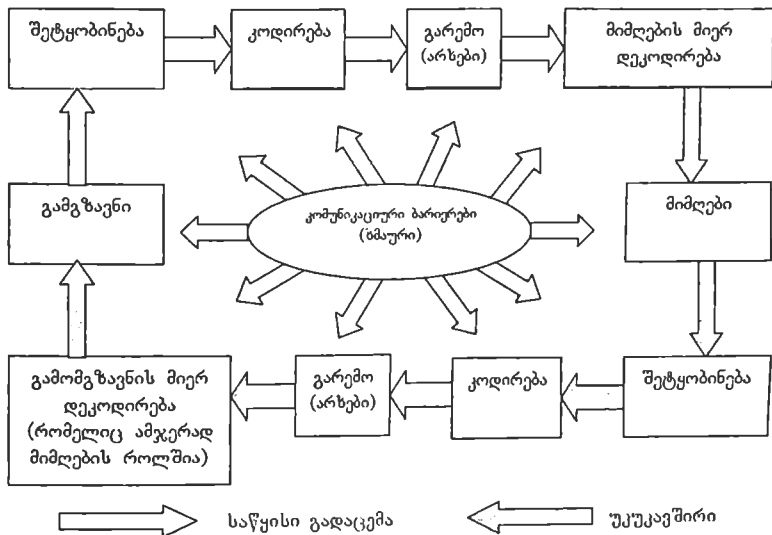 შეტყობინება
კოდირება
გარემო
(არხები)
მიმღების მიერ
დეკოდირება
გამგზავნი
კომუნიკაციური ბარიერები
(ხმაური)
მიმღები
გამომგზავნის მიერ
დეკოდირება
(რომელიც ამჯერად
მიმღების როლშია)
გარემო
(არხები)
კოდირება
შეტყობინება
საწყისი გადაცემა
უკუკავშირი